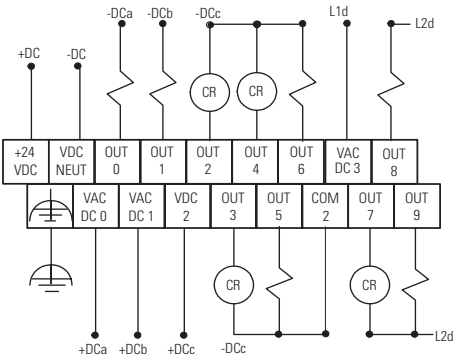 -DCa -DCb -DCc L1d L2d
+DC -DC
CR CR
+24 VDC NEUT OUT OUT OUT OUT OUT VAC OUT
VDC 0 1 2 4 6 DC 3 8
VAC VAC VDC OUT OUT COM OUT OUT
DC 0 DC 1 2 3 5 2 7 9
CR CR
+DCa +DCb +DCc -DCc L2d